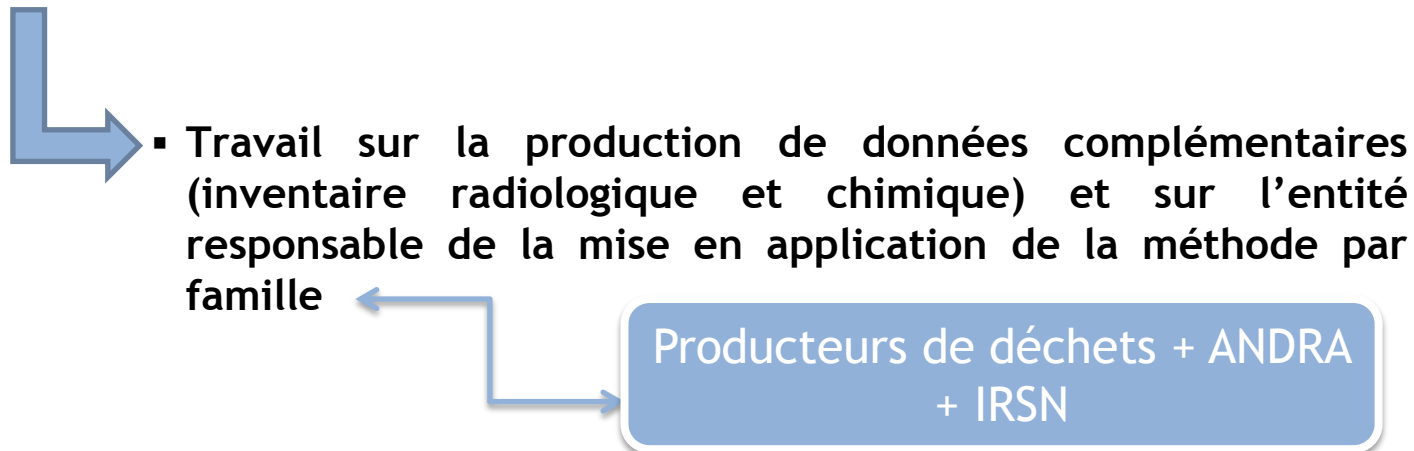 ▪ Travail sur la production de données complémentaires
(inventaire radiologique et chimique) et sur l’entité
responsable de la mise en application de la méthode par
famille
Producteurs de déchets + ANDRA
+ IRSN